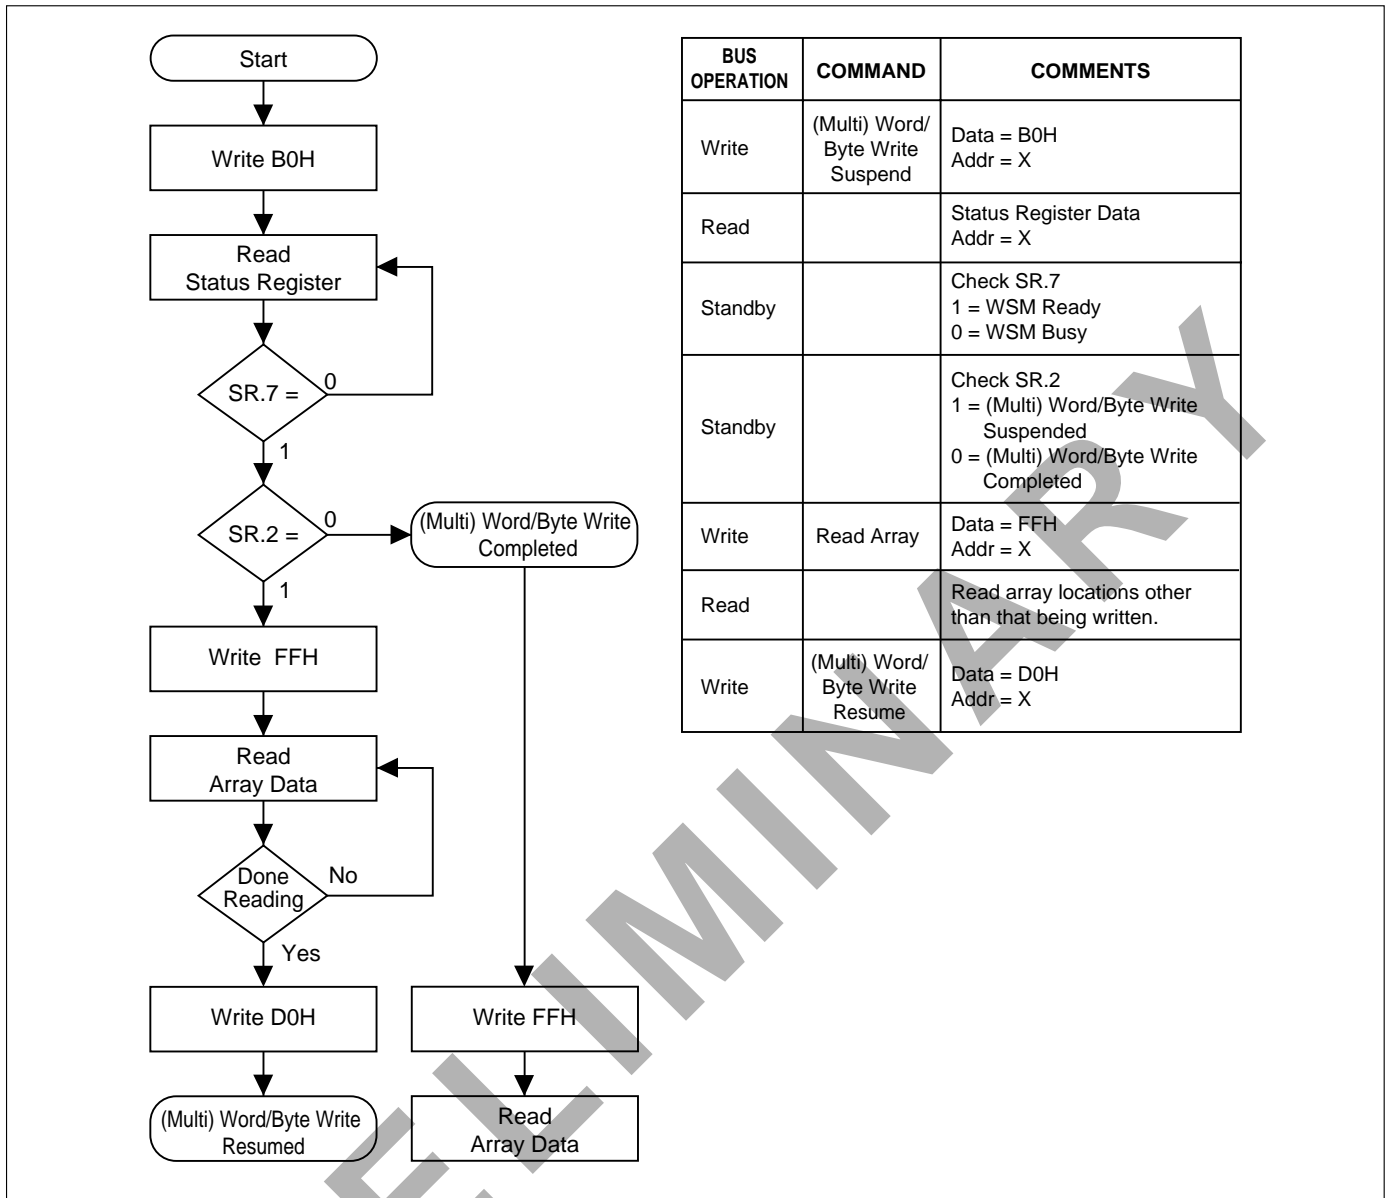 Start
Write B0H
Read
Status Register
SR.7 =
0
1
SR.2 =
0
1
(Multi) Word/Byte Write
Completed
Write  FFH
Read
Array Data
Done
Reading
No
Yes
Write D0H
(Multi) Word/Byte Write
Resumed
Write FFH
Read
Array Data
BUS
OPERATION
COMMAND
COMMENTS
Write
(Multi) Word/
Byte Write
Suspend
Data = B0H
Addr = X
Read
Status Register Data
Addr = X
Standby
Check SR.7
1 = WSM Ready
0 = WSM Busy
Standby
Check SR.2
1 = (Multi) Word/Byte Write
Suspended
0 = (Multi) Word/Byte Write
Completed
Write
Read Array
Data = FFH
Addr = X
Read
Read array locations other
than that being written.
Write
(Multi) Word/
Byte Write
Resume
Data = D0H
Addr = X
ELIMINARY